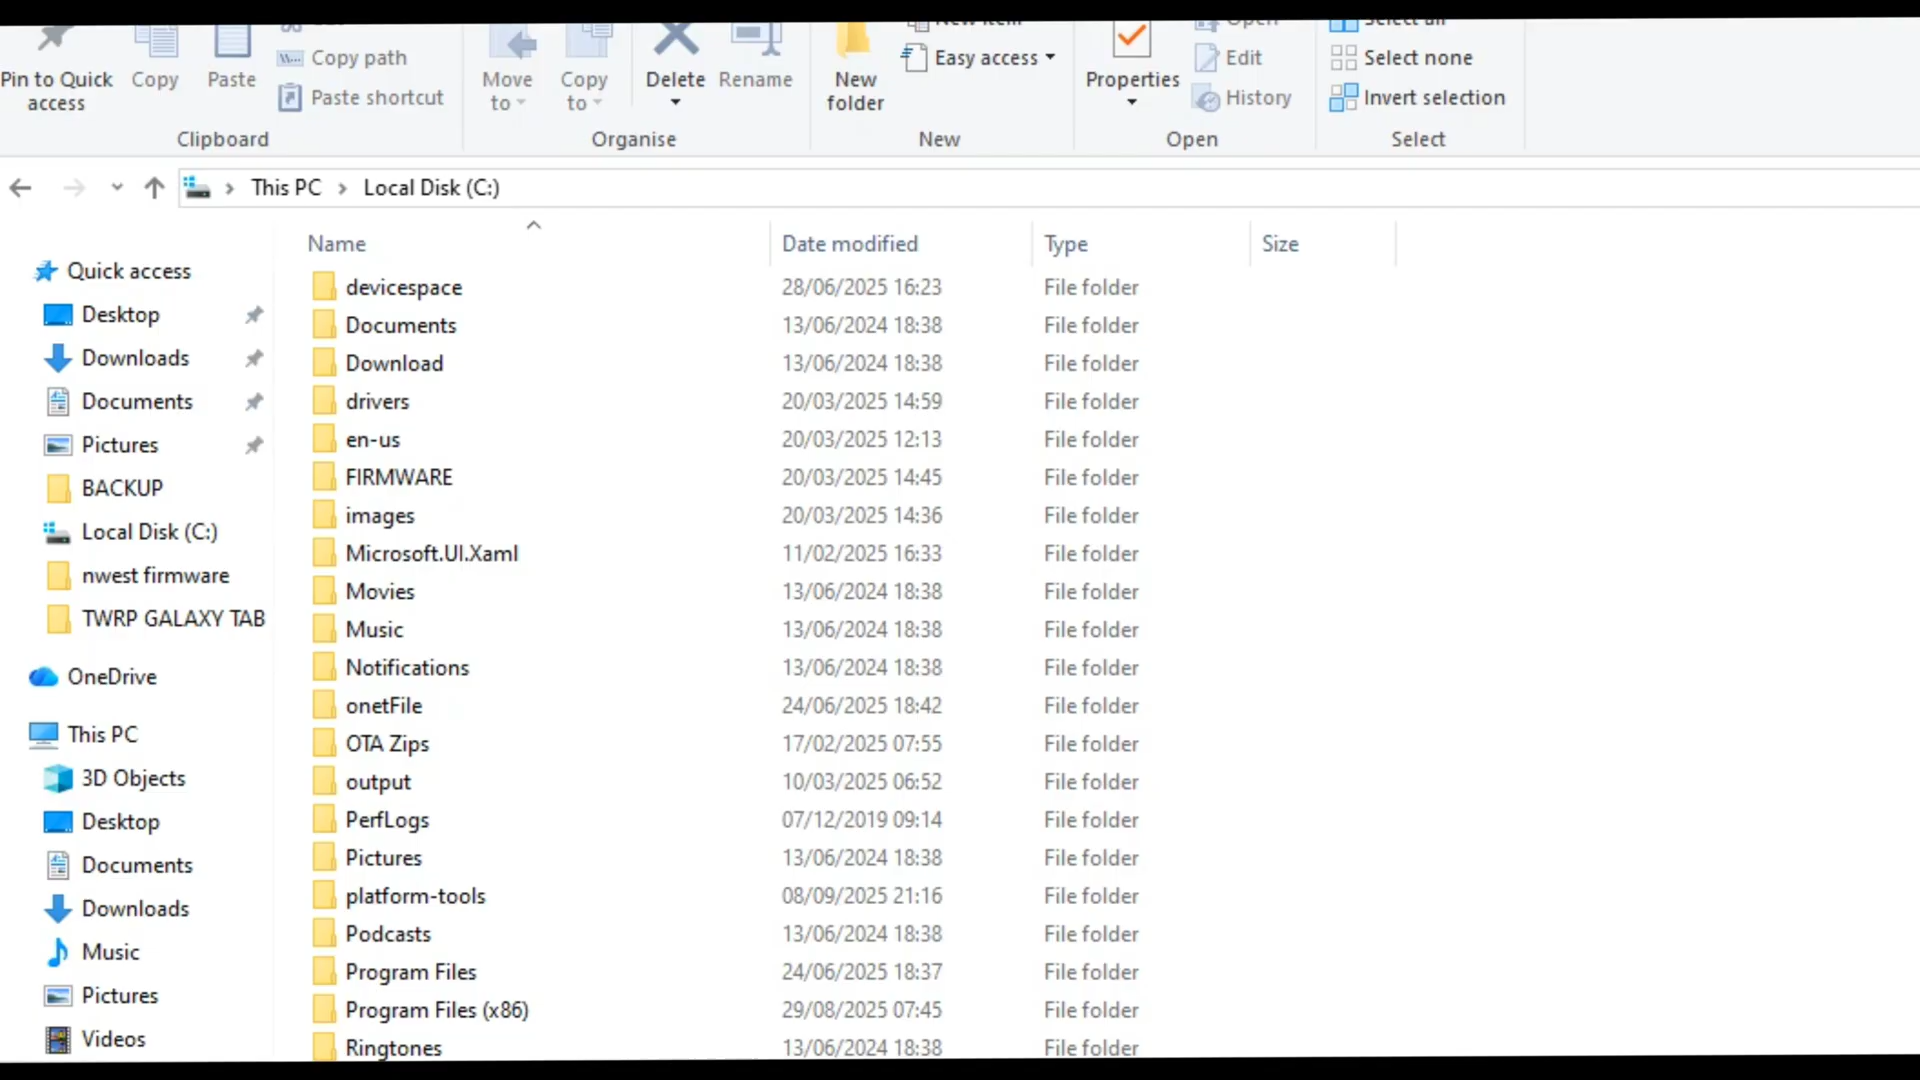 New item
Open
Select all
Copy path
Easy access
Edit
Select none
Pin to Quick access
Copy
Paste
Paste shortcut
Move to
Copy to
Delete
Rename
New folder
Properties
History
Invert selection
Clipboard
Organise
New
Open
Select
This PC
Local Disk (C:)
Name
Date modified
Type
Size
Quick access
Desktop
Downloads
Documents
Pictures
BACKUP
Local Disk (C:)
nwest firmware
TWRP GALAXY TAB
OneDrive
This PC
3D Objects
Desktop
Documents
Downloads
Music
Pictures
Videos
devicespace 28/06/2025 16:23 File folder
Documents 13/06/2024 18:38 File folder
Download 13/06/2024 18:38 File folder
drivers 20/03/2025 14:59 File folder
en-us 20/03/2025 12:13 File folder
FIRMWARE 20/03/2025 14:45 File folder
images 20/03/2025 14:36 File folder
Microsoft.UI.Xaml 11/02/2025 16:33 File folder
Movies 13/06/2024 18:38 File folder
Music 13/06/2024 18:38 File folder
Notifications 13/06/2024 18:38 File folder
onetFile 24/06/2025 18:42 File folder
OTA Zips 17/02/2025 07:55 File folder
output 10/03/2025 06:52 File folder
PerfLogs 07/12/2019 09:14 File folder
Pictures 13/06/2024 18:38 File folder
platform-tools 08/09/2025 21:16 File folder
Podcasts 13/06/2024 18:38 File folder
Program Files 24/06/2025 18:37 File folder
Program Files (x86) 29/08/2025 07:45 File folder
Ringtones 13/06/2024 18:38 File folder